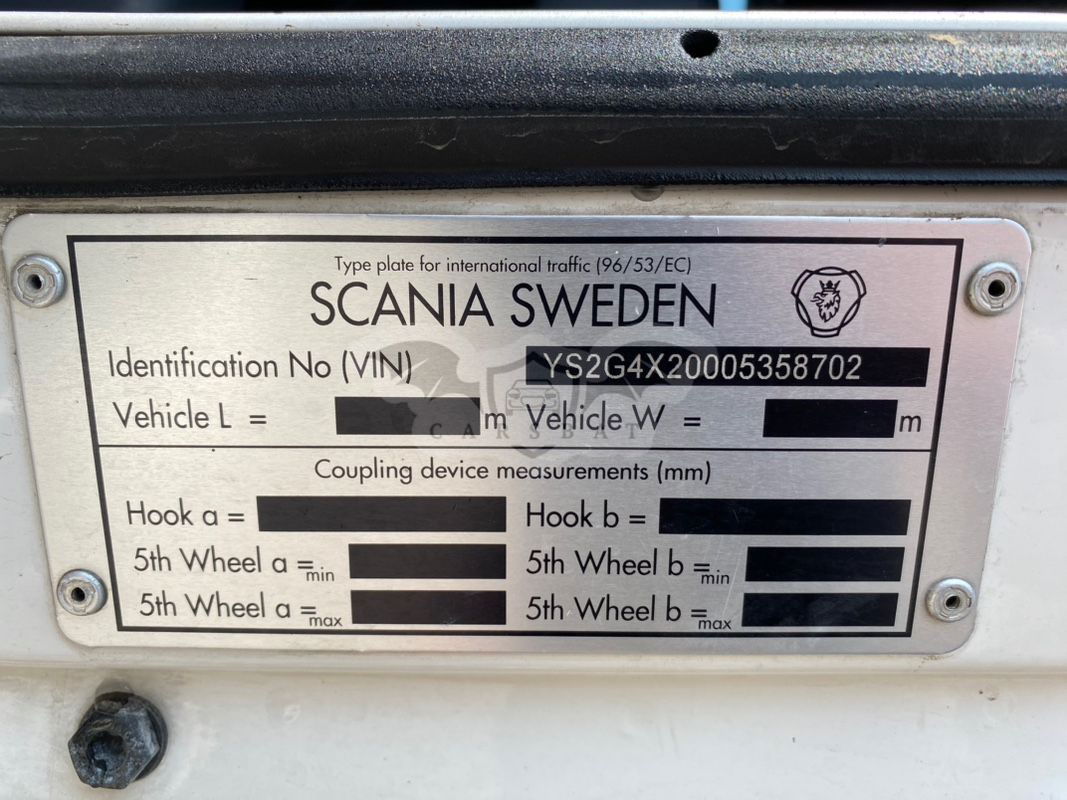 Type plate for international traffic (96/53/EC)
SCANIA SWEDEN
Identification No (VIN) YS2G4X20005358702
Vehicle L = m Vehicle W = m
CARSBAT
Coupling device measurements (mm)
Hook a = Hook b =
5th Wheel a = min 5th Wheel b = min
5th Wheel a = max 5th Wheel b = max